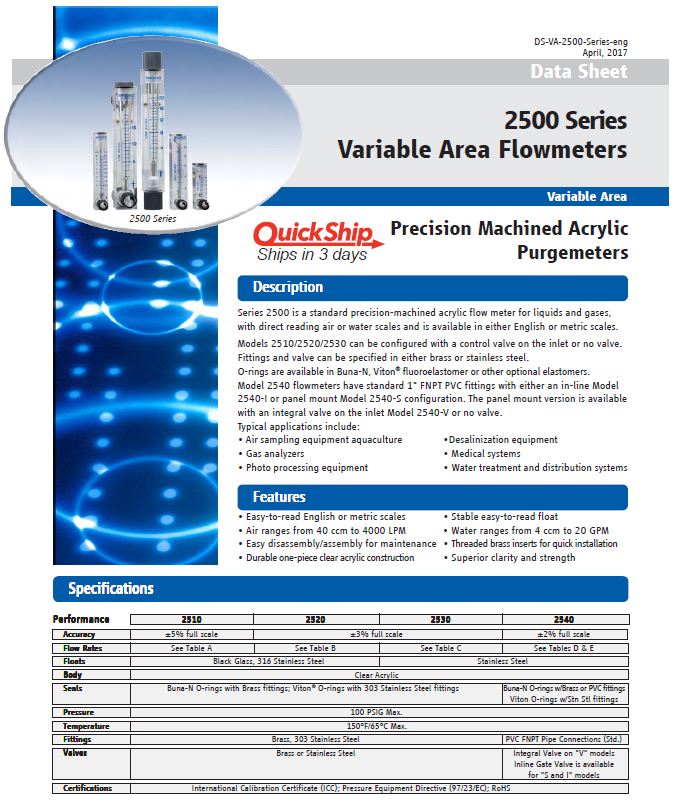 DS-VA-2500-Series-eng
April, 2017
Data Sheet
2500 Series
Variable Area Flowmeters
Variable Area
2500 Series
QuickShip
Ships in 3 days
Precision Machined Acrylic
Purgemeters
Description
Series 2500 is a standard precision-machined acrylic flow meter for liquids and gases,
with direct reading air or water scales and is available in either English or metric scales.
Models 2510/2520/2530 can be configured with a control valve on the inlet or no valve.
Fittings and valve can be specified in either brass or stainless steel.
O-rings are available in Buna-N, Viton® fluoroelastomer or other optional elastomers.
Model 2540 flowmeters have standard 1" FNPT PVC fittings with either an in-line Model
2540-I or panel mount Model 2540-S configuration. The panel mount version is available
with an integral valve on the inlet Model 2540-V or no valve.
Typical applications include:
• Air sampling equipment aquaculture
• Gas analyzers
• Photo processing equipment
•Desalinization equipment
• Medical systems
• Water treatment and distribution systems
Features
• Easy-to-read English or metric scales
• Air ranges from 40 ccm to 4000 LPM
• Easy disassembly/assembly for maintenance
• Durable one-piece clear acrylic construction
• Stable easy-to-read float
• Water ranges from 4 ccm to 20 GPM
• Threaded brass inserts for quick installation
• Superior clarity and strength
Specifications
Performance 2510 2520 2530 2540
Accuracy ±5% full scale ±3% full scale ±2% full scale
Flow Rates See Table A See Table B See Table C See Tables D & E
Floats Black Glass, 316 Stainless Steel Stainless Steel
Body Clear Acrylic
Seals Buna-N O-rings with Brass fittings; Viton® O-rings with 303 Stainless Steel fittings Buna-N O-rings w/Brass or PVC fittings
Viton O-rings w/Stn Stl fittings
Pressure 100 PSIG Max.
Temperature 150°F/65°C Max.
Fittings Brass, 303 Stainless Steel PVC FNPT Pipe Connections (Std.)
Valves Brass or Stainless Steel Integral Valve on "V" models
Inline Gate Valve is available
for "S and I" models
Certifications International Calibration Certificate (ICC); Pressure Equipment Directive (97/23/EC); RoHS